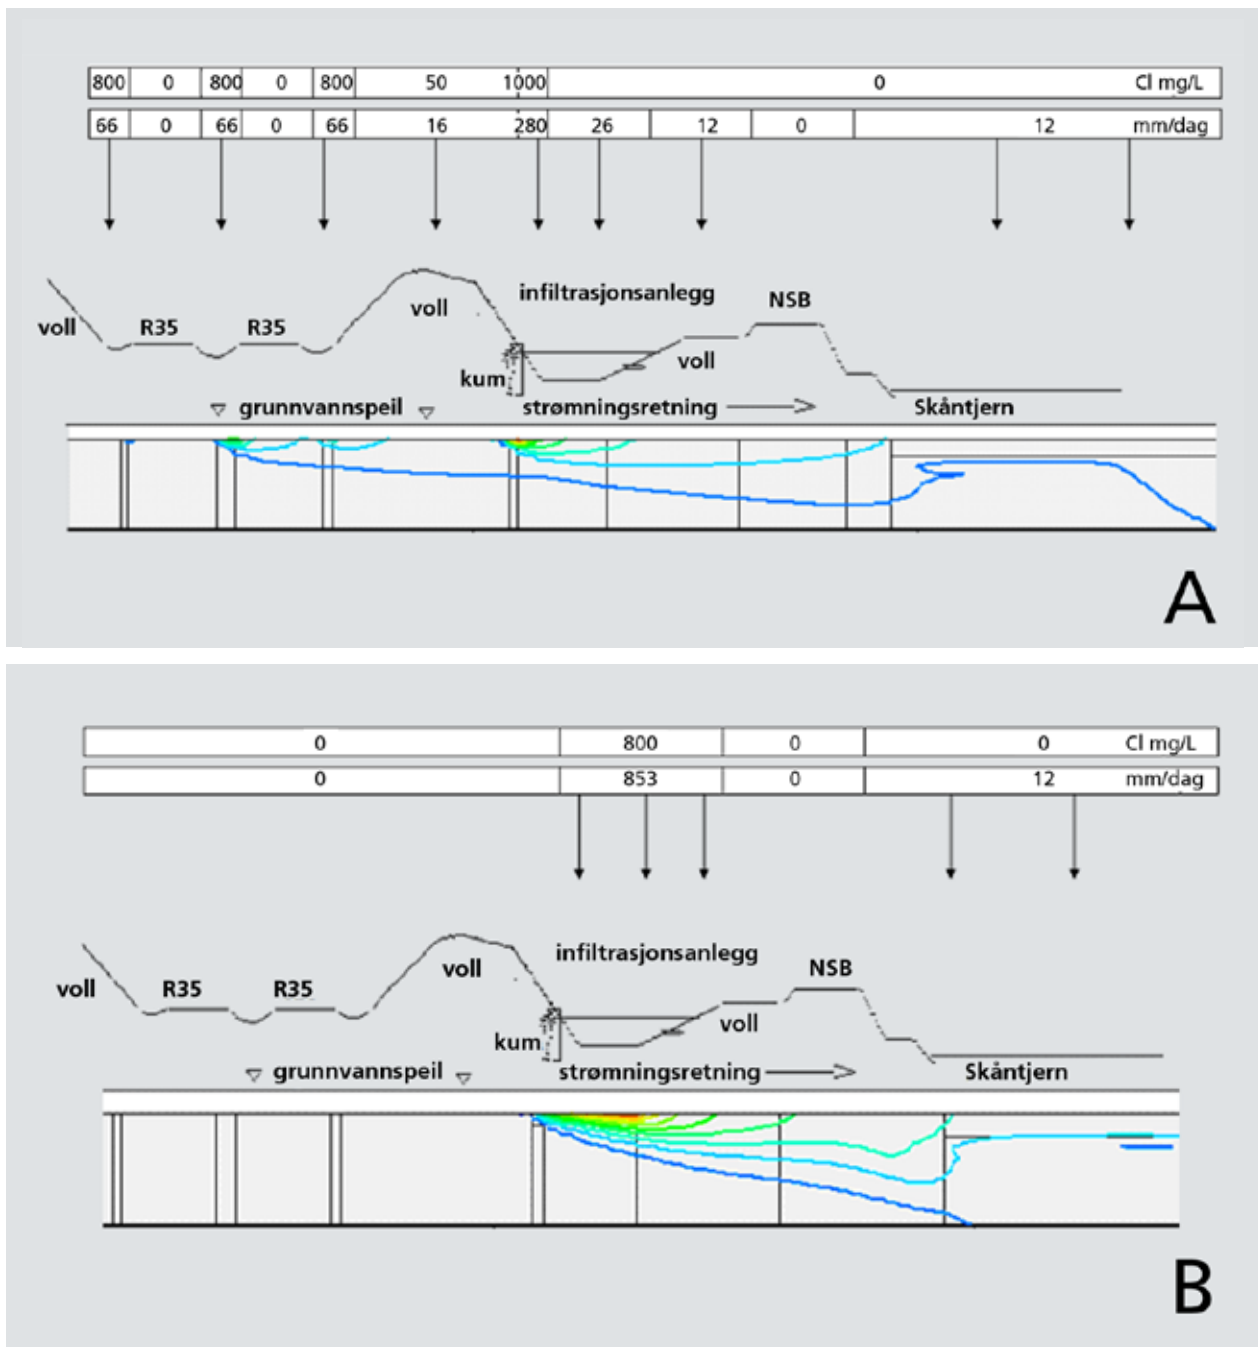 800 0 800 0 800 50 1000 0 Cl mg/L
66 0 66 0 66 16 280 26 12 0 12 mm/dag
infiltrasjonsanlegg
NSB
voll
voll R35 R35
voll
kum
grunnvannspeil strømningsretning Skåntjern
A
0 800 0 0 Cl mg/L
0 853 0 12 mm/dag
infiltrasjonsanlegg
NSB
voll
voll R35 R35
voll
kum
grunnvannspeil strømningsretning Skåntjern
B